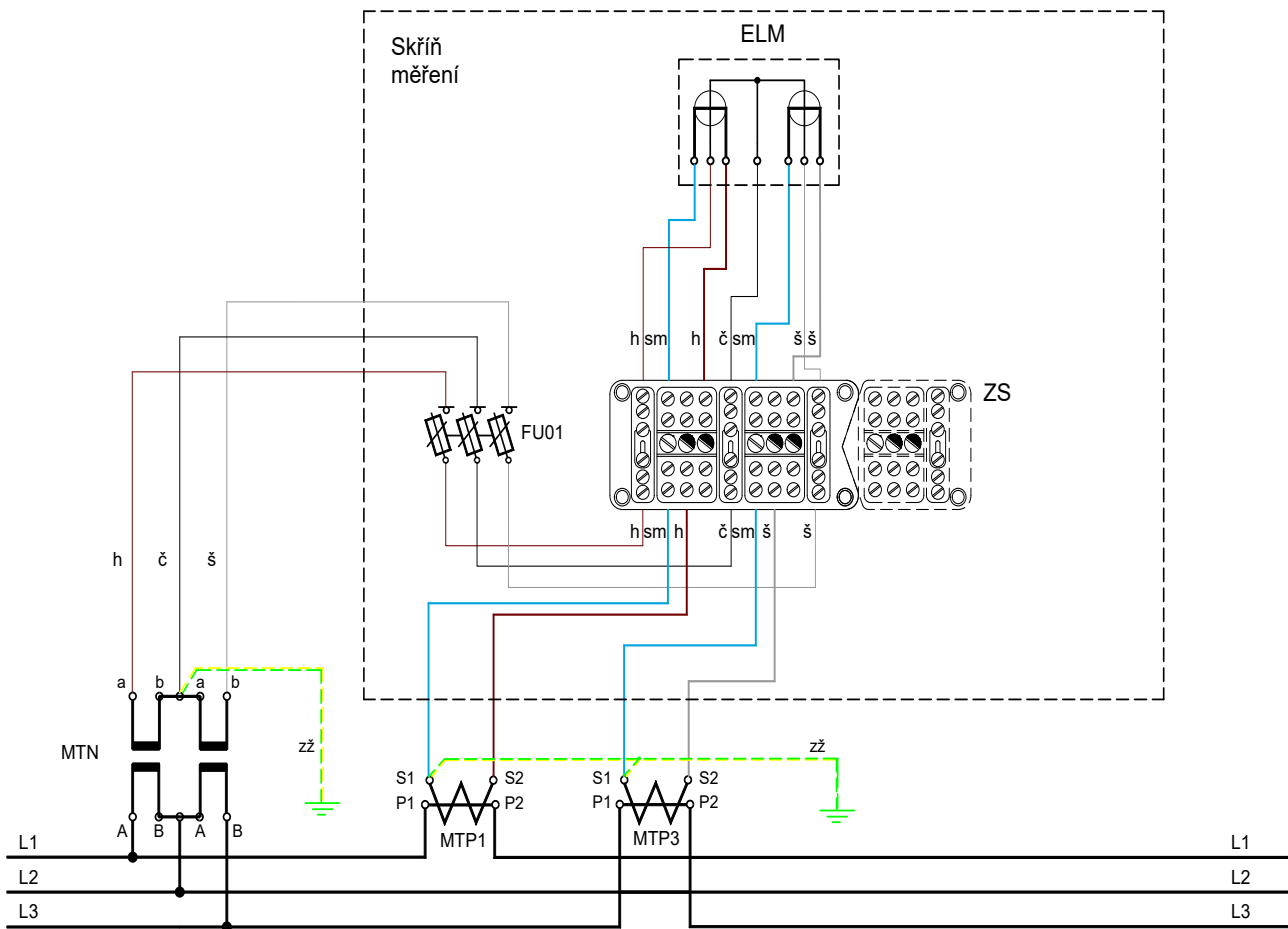 Skříň
měření
ELM
h sm h č sm š š
ZS
FU01
h sm h č sm š š
h č š
a b a b
MTN
zž
zž
S1 S2 S1 S2
P1 P2 P1 P2
A B A B
MTP1 MTP3
L1 L1
L2 L2
L3 L3